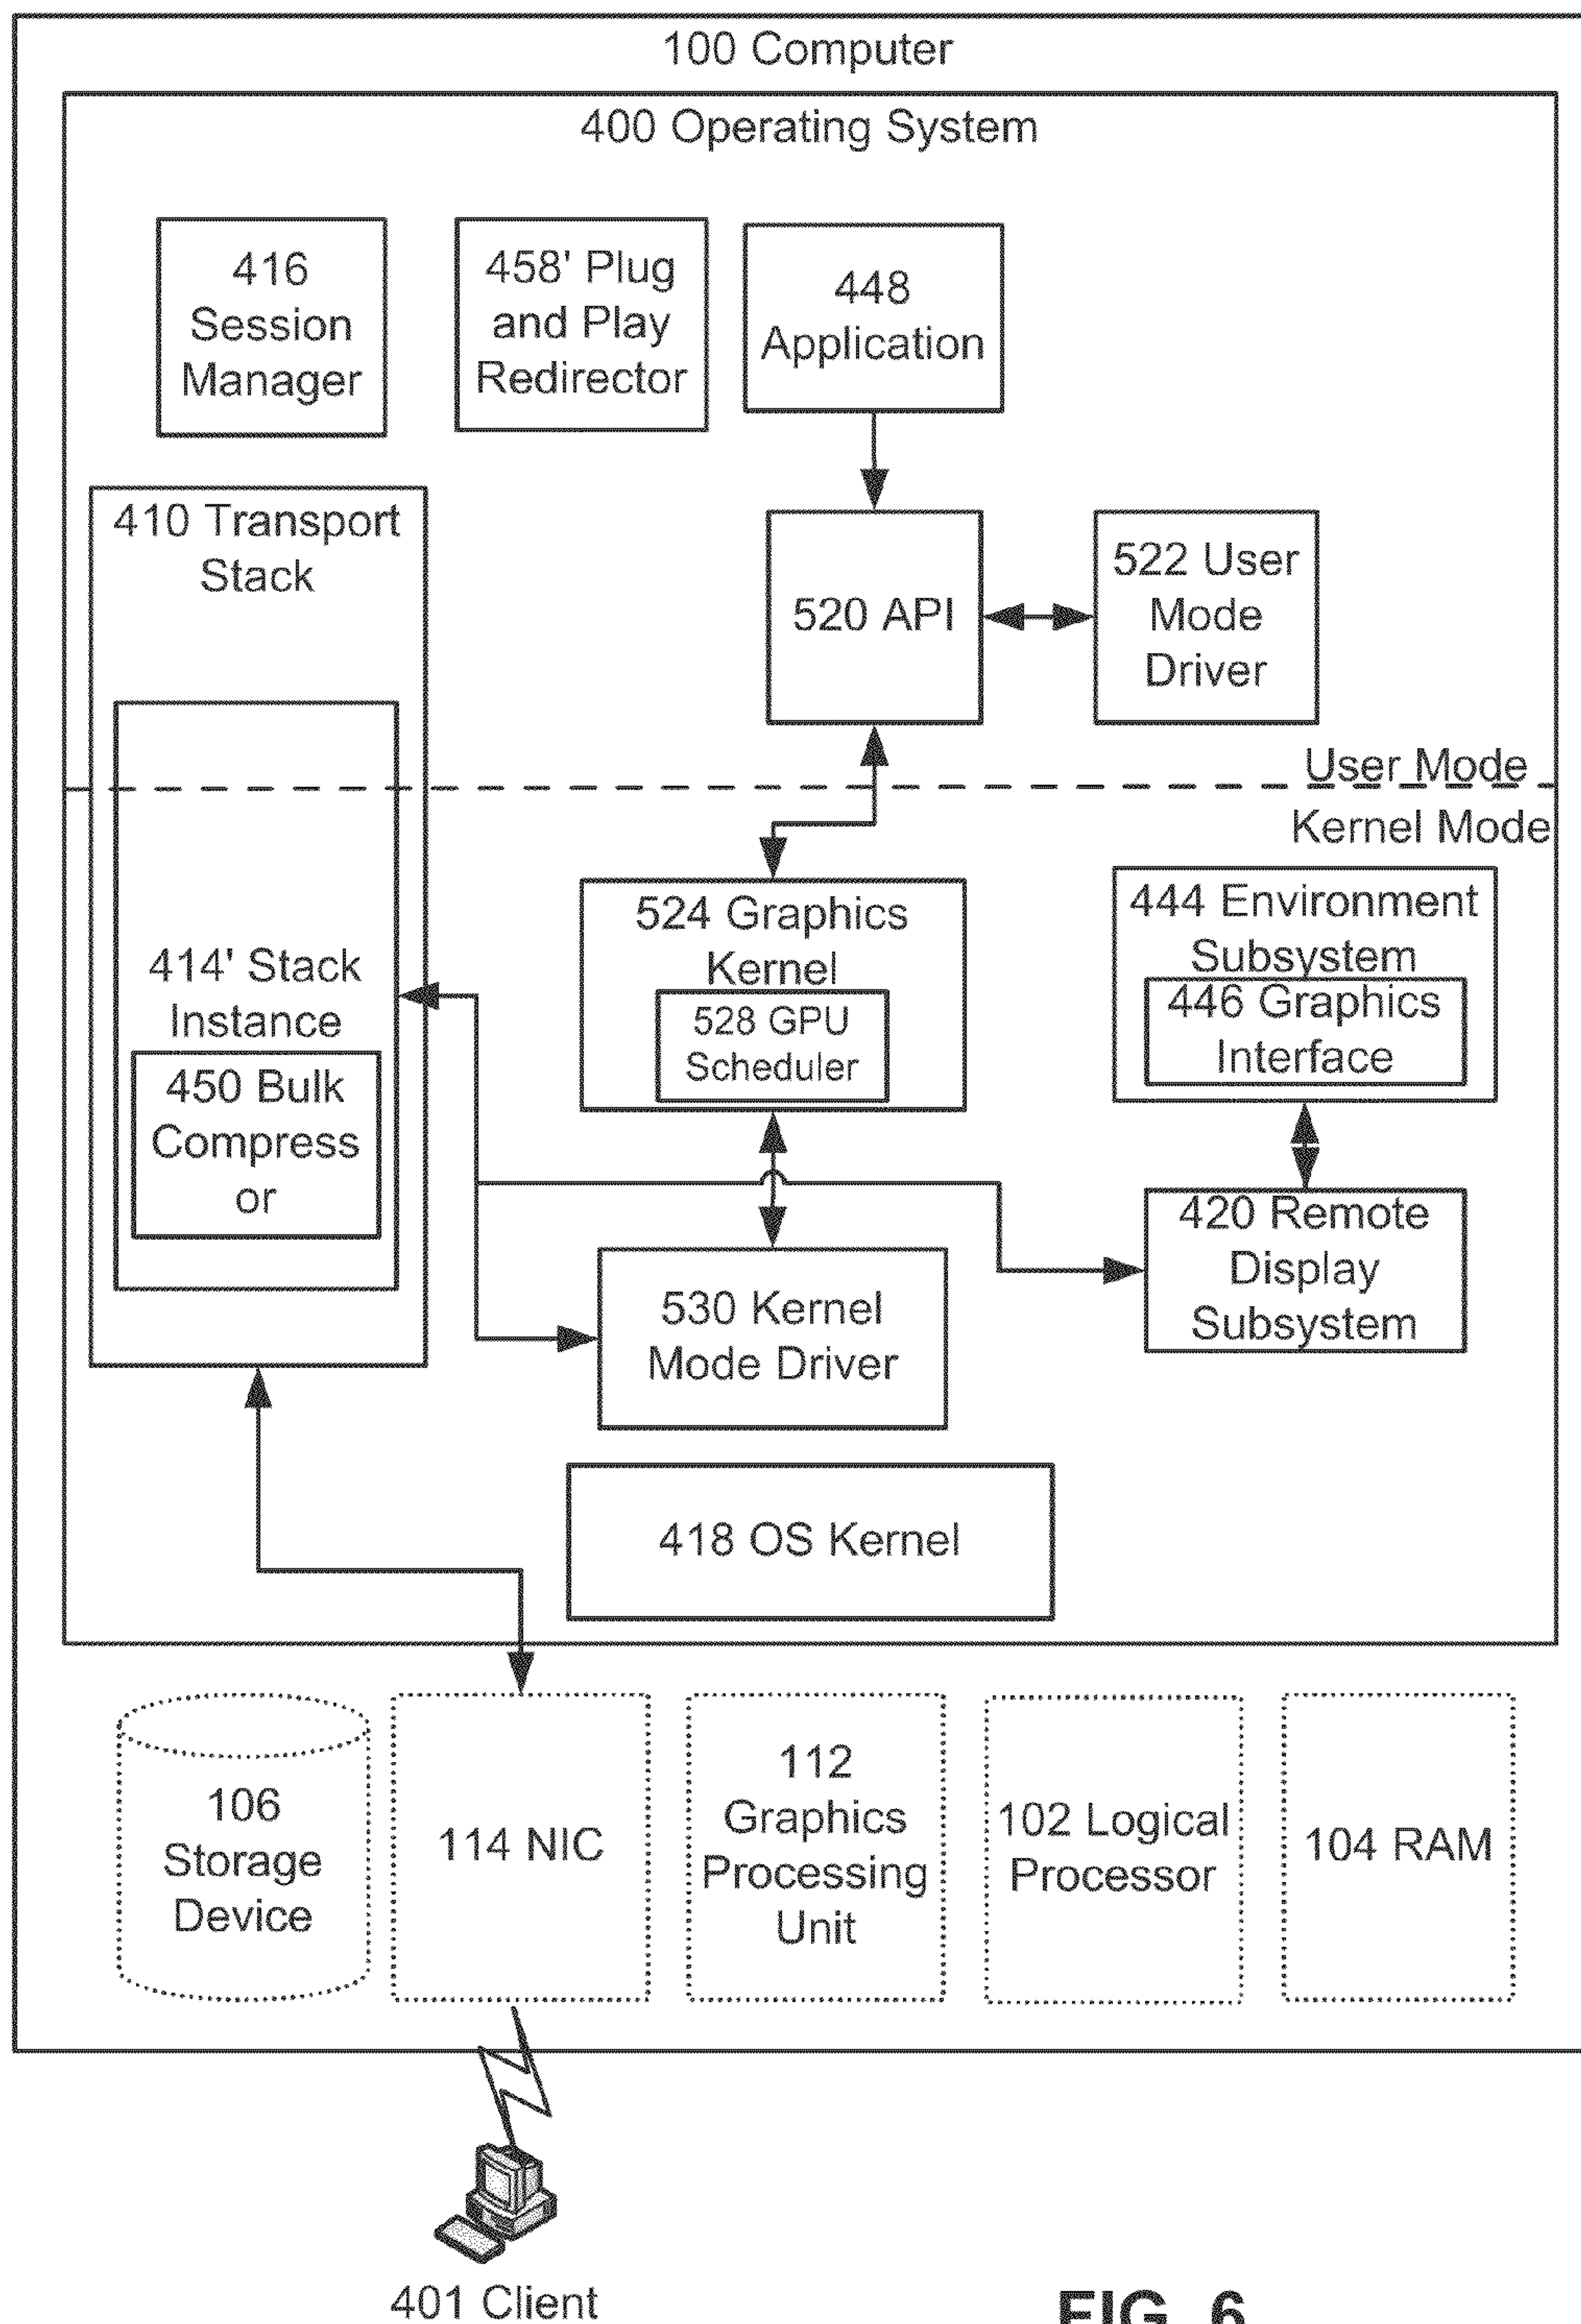 100 Computer
400 Operating System
416
Session
Manager
458' Plug
and Play
Redirector
448
Application
410 Transport
Stack
520 API
522 User
Mode
Driver
User Mode
Kernel Mode
414' Stack
Instance
450 Bulk
Compress
or
524 Graphics
Kernel
528 GPU
Scheduler
444 Environment
Subsystem
446 Graphics
Interface
530 Kernel
Mode Driver
420 Remote
Display
Subsystem
418 OS Kernel
106
Storage
Device
114 NIC
112
Graphics
Processing
Unit
102 Logical
Processor
104 RAM
401 Client
FIG. 6